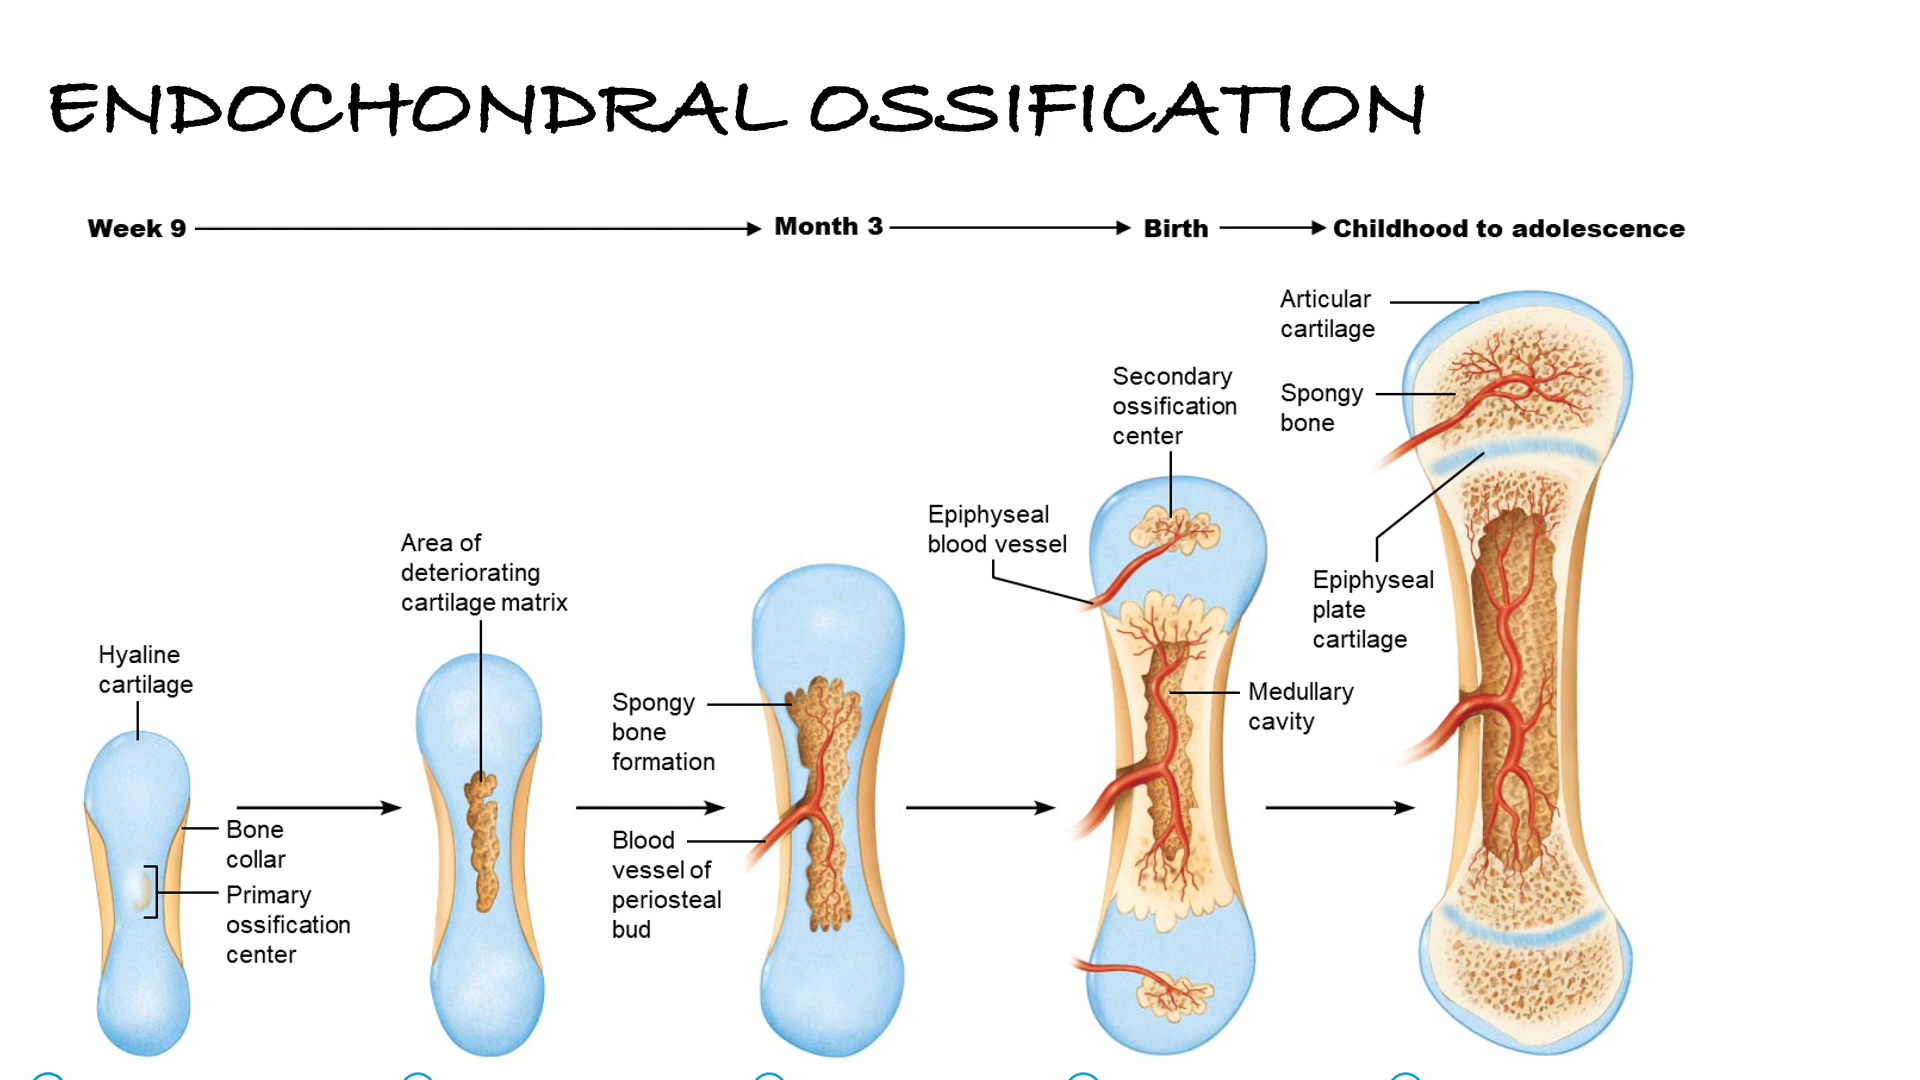 ENDOCHONDRAL OSSIFICATION
Week 9
Month 3
Birth
Childhood to adolescence
Hyaline
cartilage
Bone
collar
Primary
ossification
center
Area of
deteriorating
cartilage matrix
Spongy
bone
formation
Blood
vessel of
periosteal
bud
Epiphyseal
blood vessel
Secondary
ossification
center
Medullary
cavity
Articular
cartilage
Spongy
bone
Epiphyseal
plate
cartilage